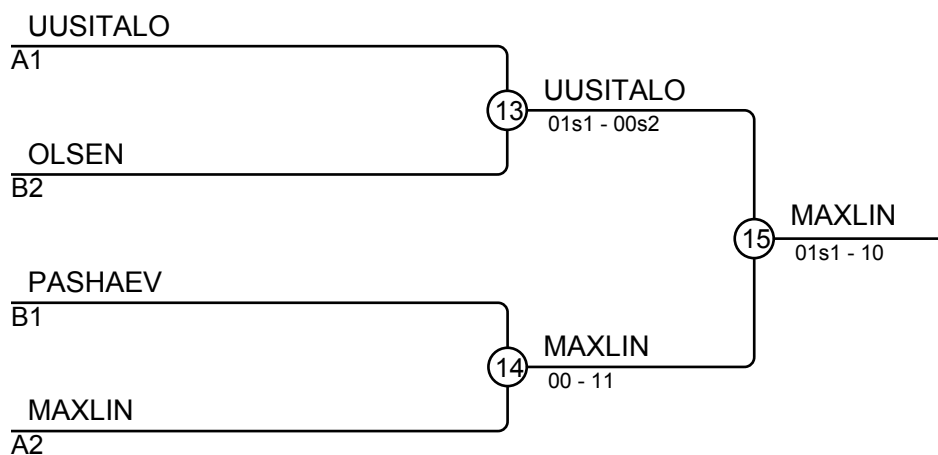 UUSITALO
A1
13
UUSITALO
01s1 - 00s2
OLSEN
B2
15
MAXLIN
01s1 - 10
PASHAEV
B1
14
MAXLIN
00 - 11
MAXLIN
A2